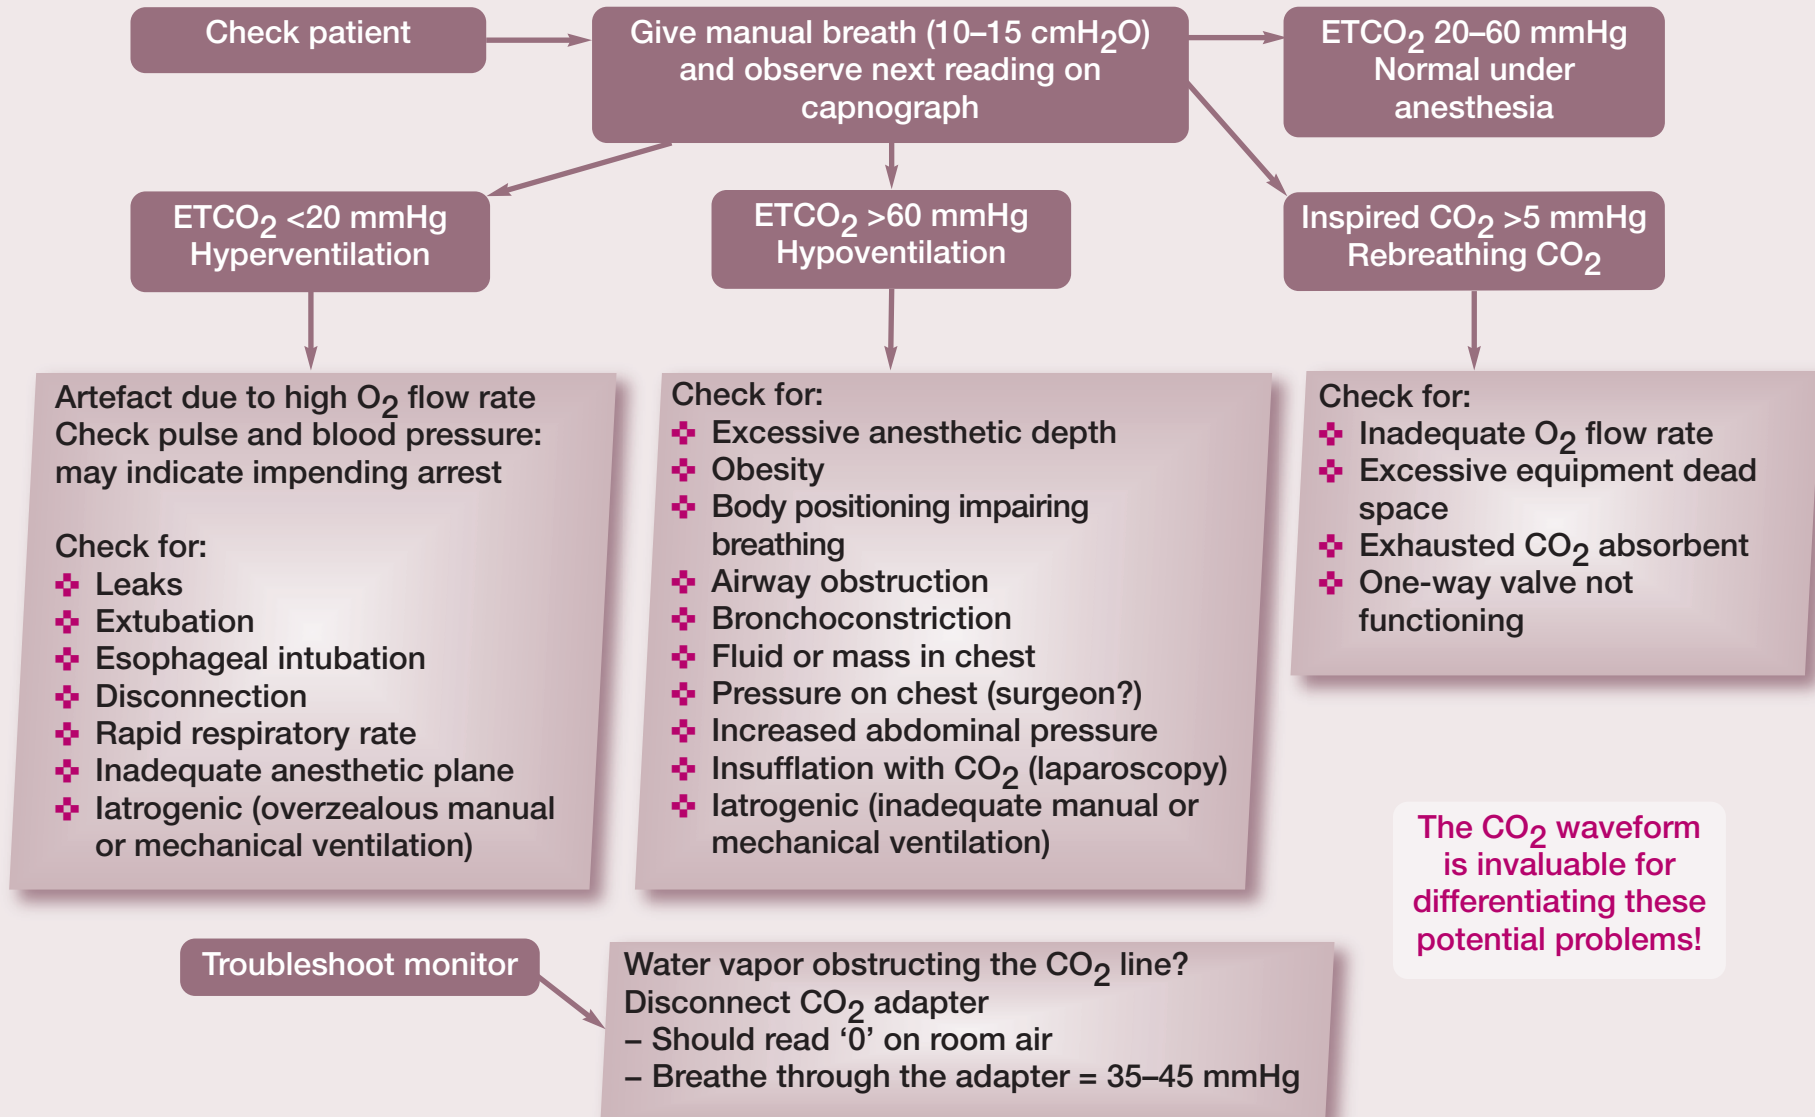 Check patient
Give manual breath (10–15 cmH2O)
and observe next reading on
capnograph
ETCO2 20–60 mmHg
Normal under
anesthesia
ETCO2 <20 mmHg
Hyperventilation
ETCO2 >60 mmHg
Hypoventilation
Inspired CO2 >5 mmHg
Rebreathing CO2
Artefact due to high O2 flow rate
Check pulse and blood pressure:
may indicate impending arrest
Check for:
Leaks
Extubation
Esophageal intubation
Disconnection
Rapid respiratory rate
Inadequate anesthetic plane
Iatrogenic (overzealous manual
or mechanical ventilation)
Check for:
Excessive anesthetic depth
Obesity
Body positioning impairing
breathing
Airway obstruction
Bronchoconstriction
Fluid or mass in chest
Pressure on chest (surgeon?)
Increased abdominal pressure
Insufflation with CO2 (laparoscopy)
Iatrogenic (inadequate manual or
mechanical ventilation)
Check for:
Inadequate O2 flow rate
Excessive equipment dead
space
Exhausted CO2 absorbent
One-way valve not
functioning
The CO2 waveform
is invaluable for
differentiating these
potential problems!
Troubleshoot monitor
Water vapor obstructing the CO2 line?
Disconnect CO2 adapter
– Should read ‘0’ on room air
– Breathe through the adapter = 35–45 mmHg